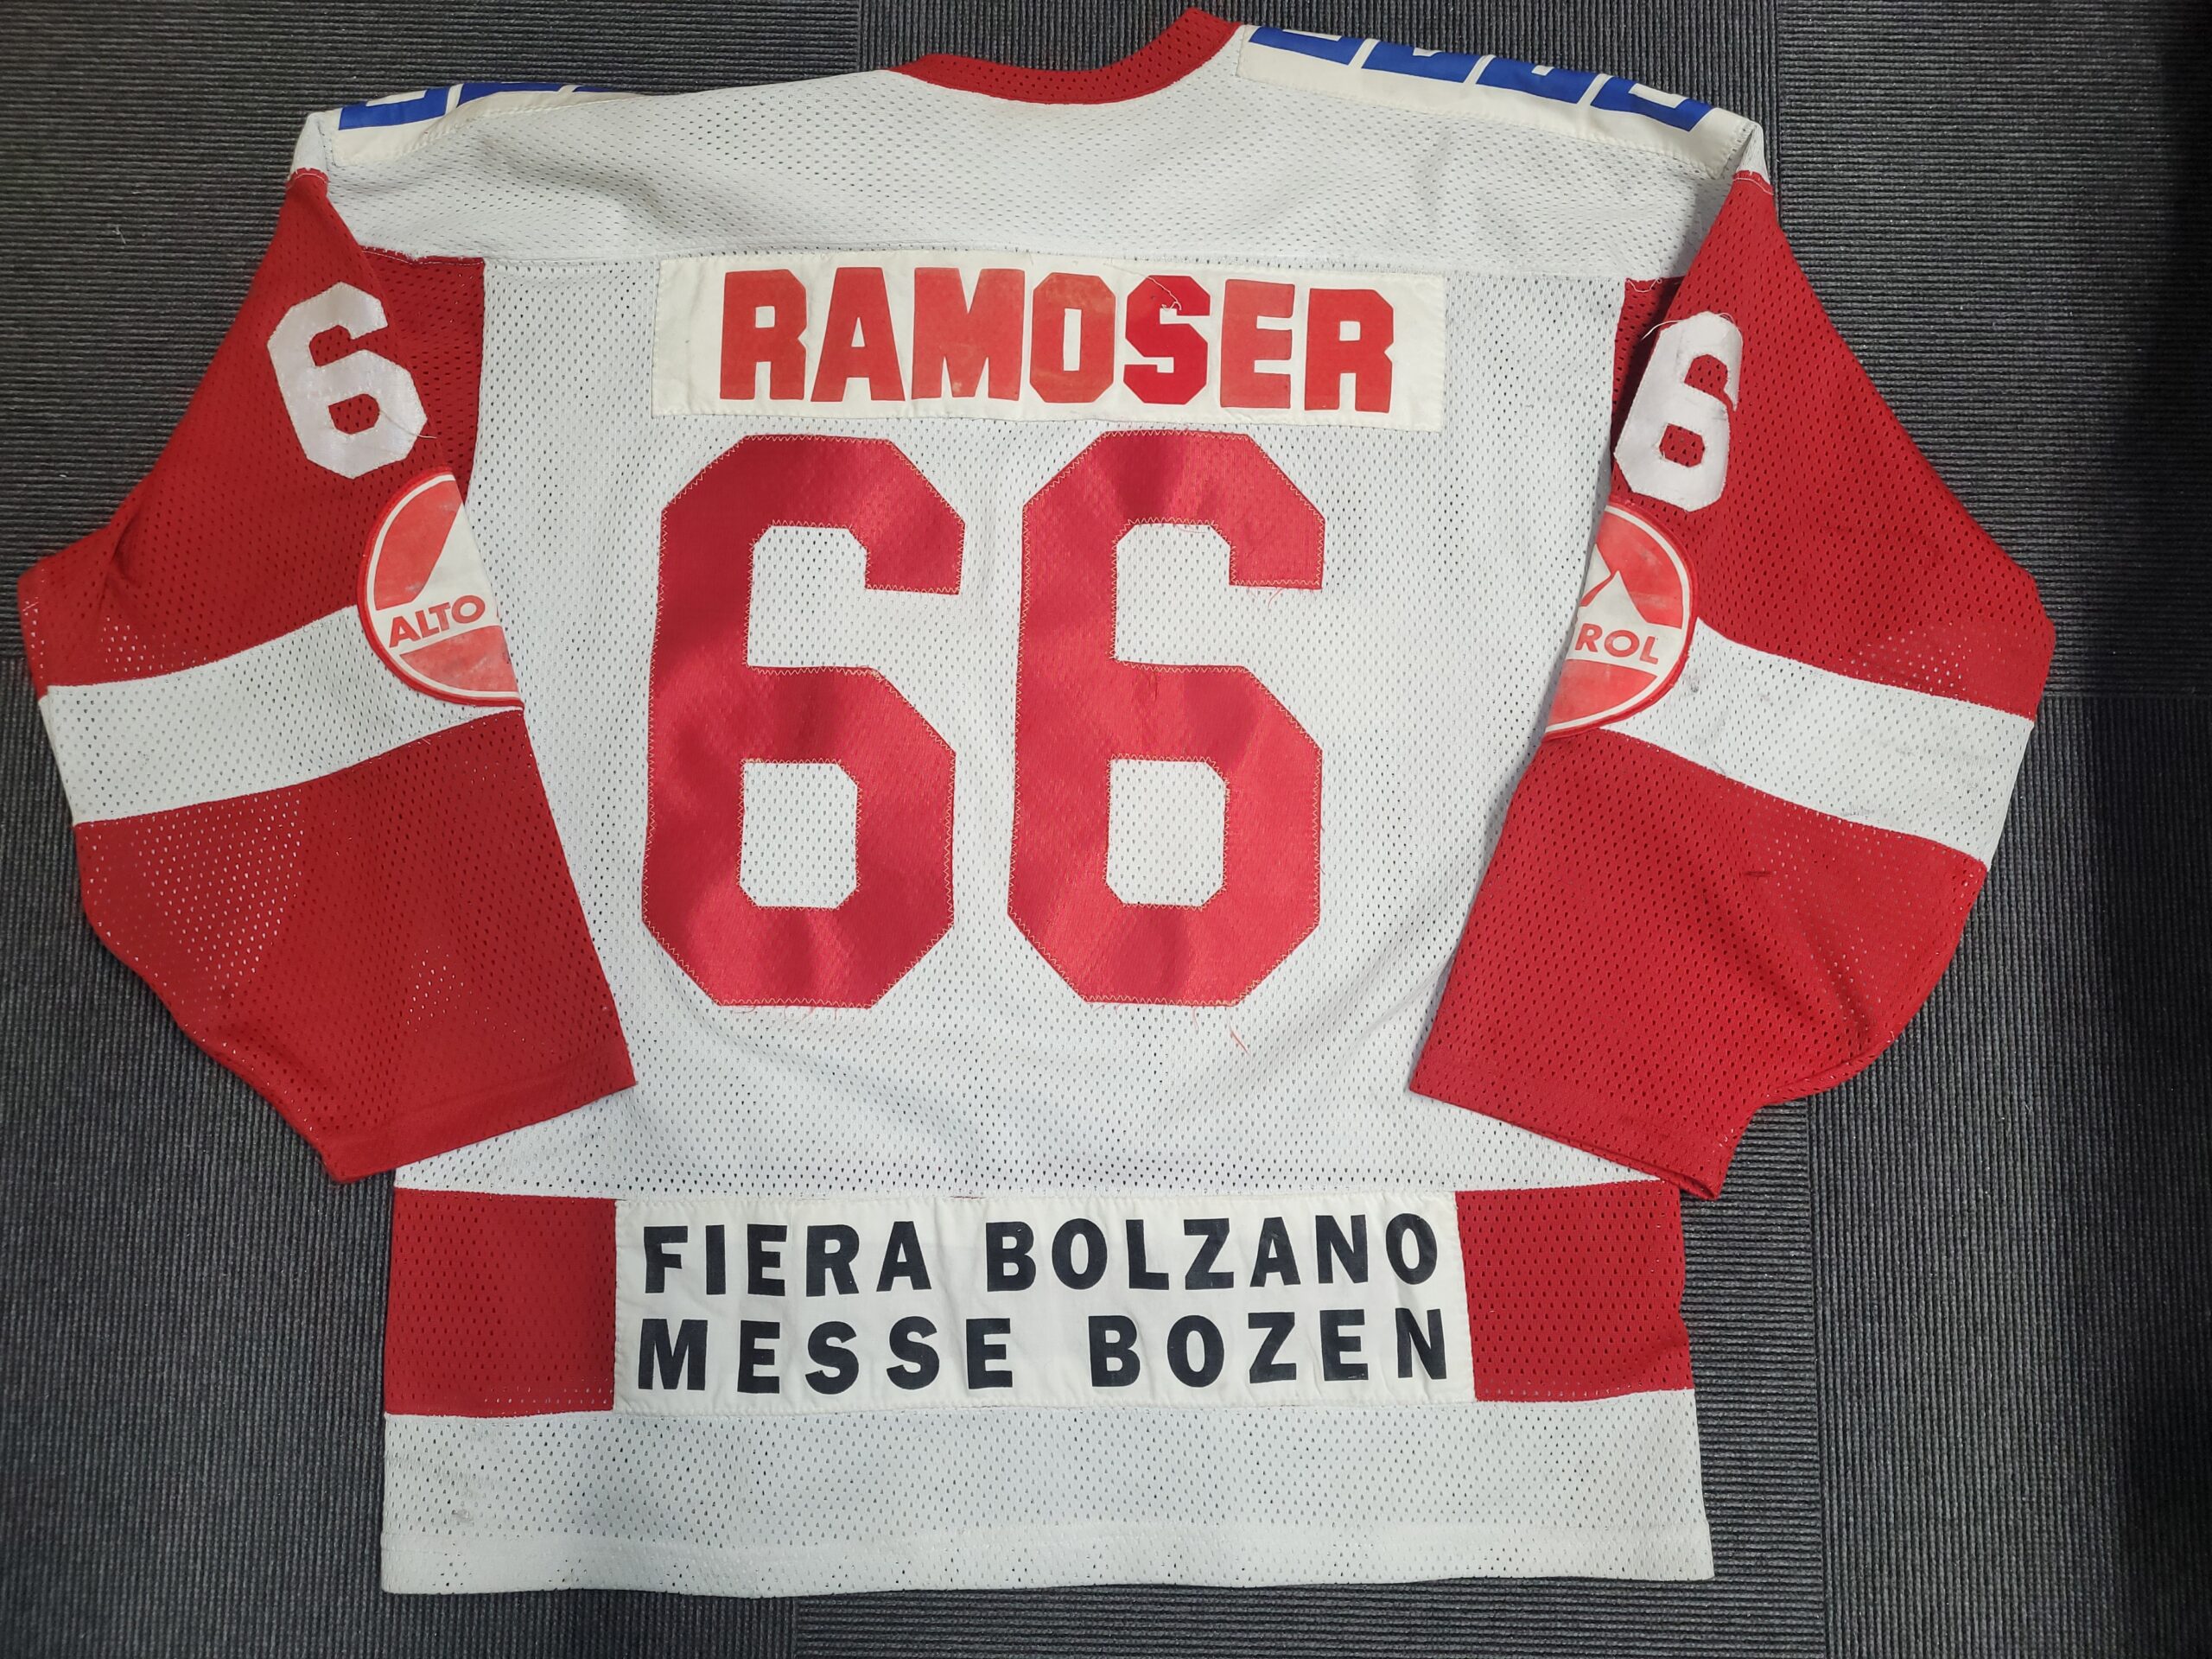 RAMOSER
6
6
66
ALTO
ROL
FIERA BOLZANO
MESSE BOZEN